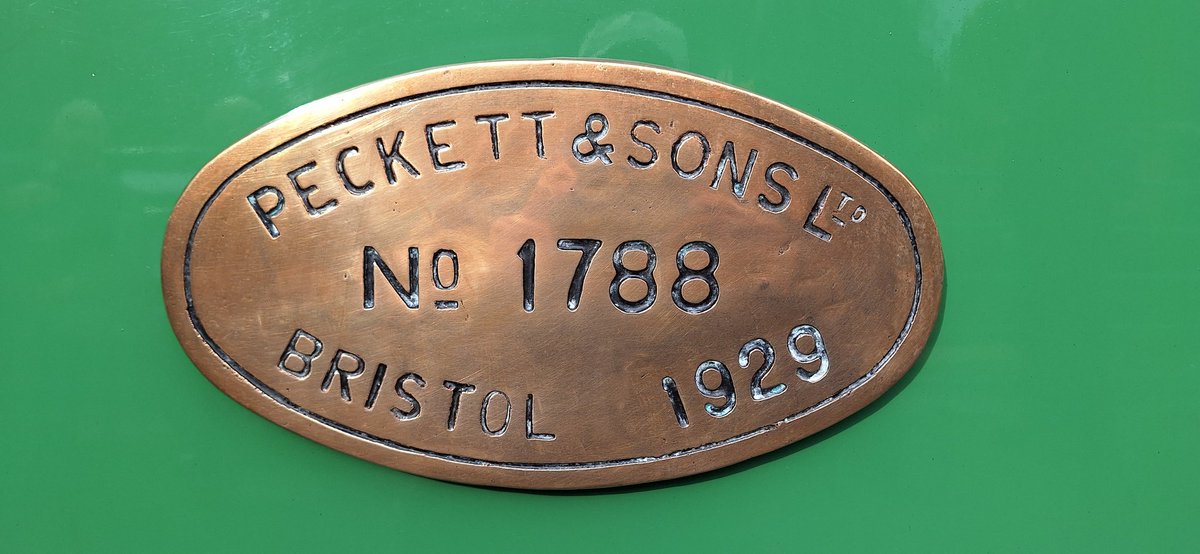 PECKETT & SONS LTD
No 1788
BRISTOL 1929